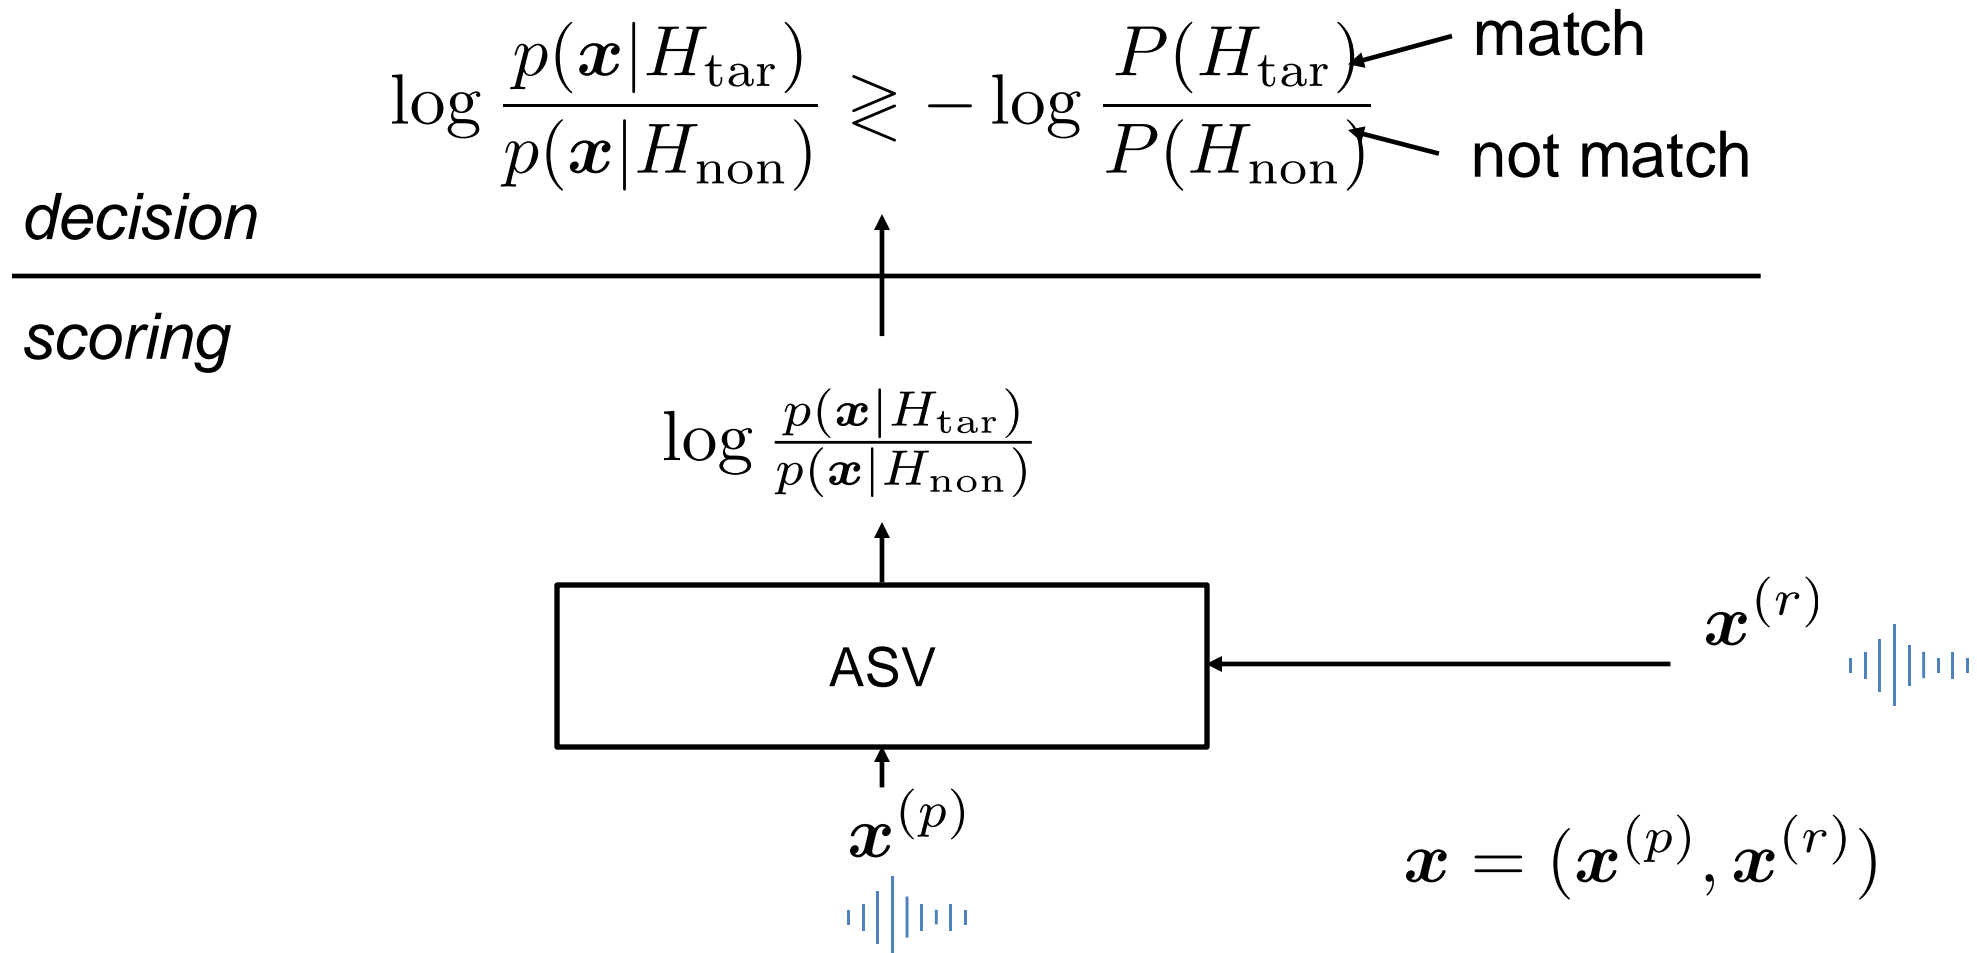 log p(x|H_tar) / p(x|H_non) ≷ − log P(H_tar) / P(H_non)
match
not match
decision
scoring
log p(x|H_tar) / p(x|H_non)
ASV
x^(r)
x^(p)
x = (x^(p), x^(r))